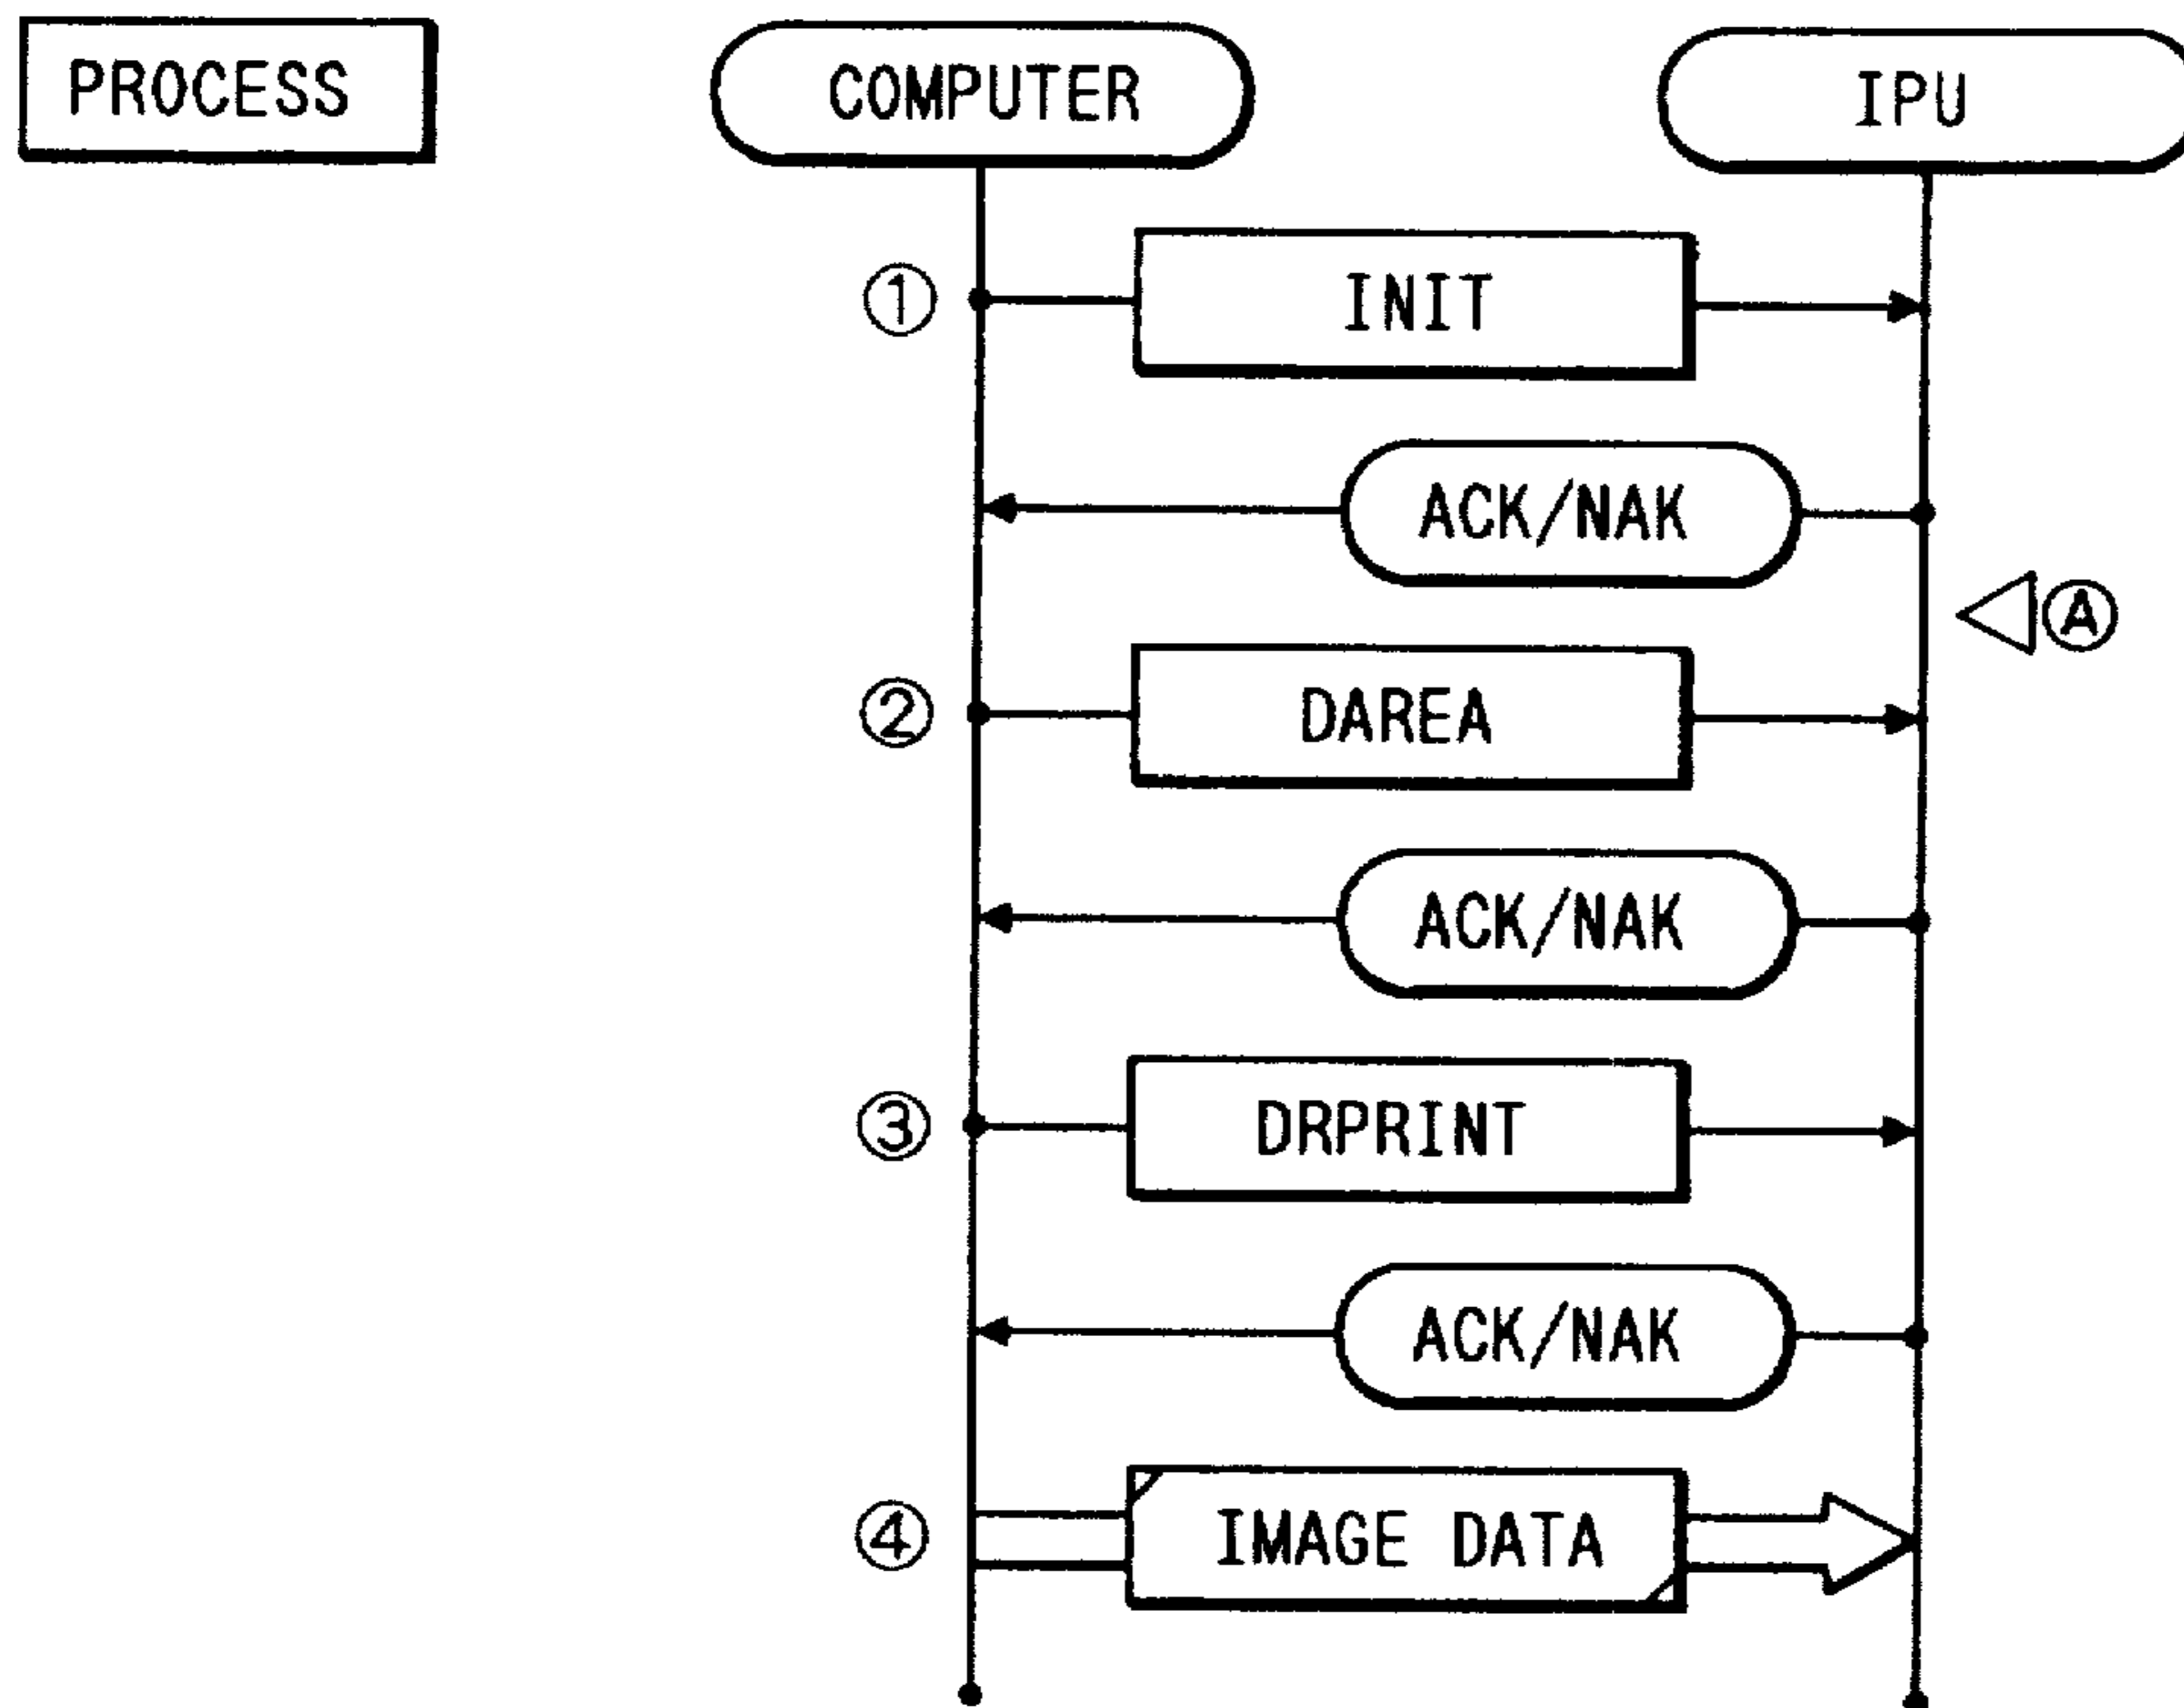 PROCESS
COMPUTER
IPU
① INIT
ACK/NAK
Ⓐ
② DAREA
ACK/NAK
③ DRPRINT
ACK/NAK
④ IMAGE DATA